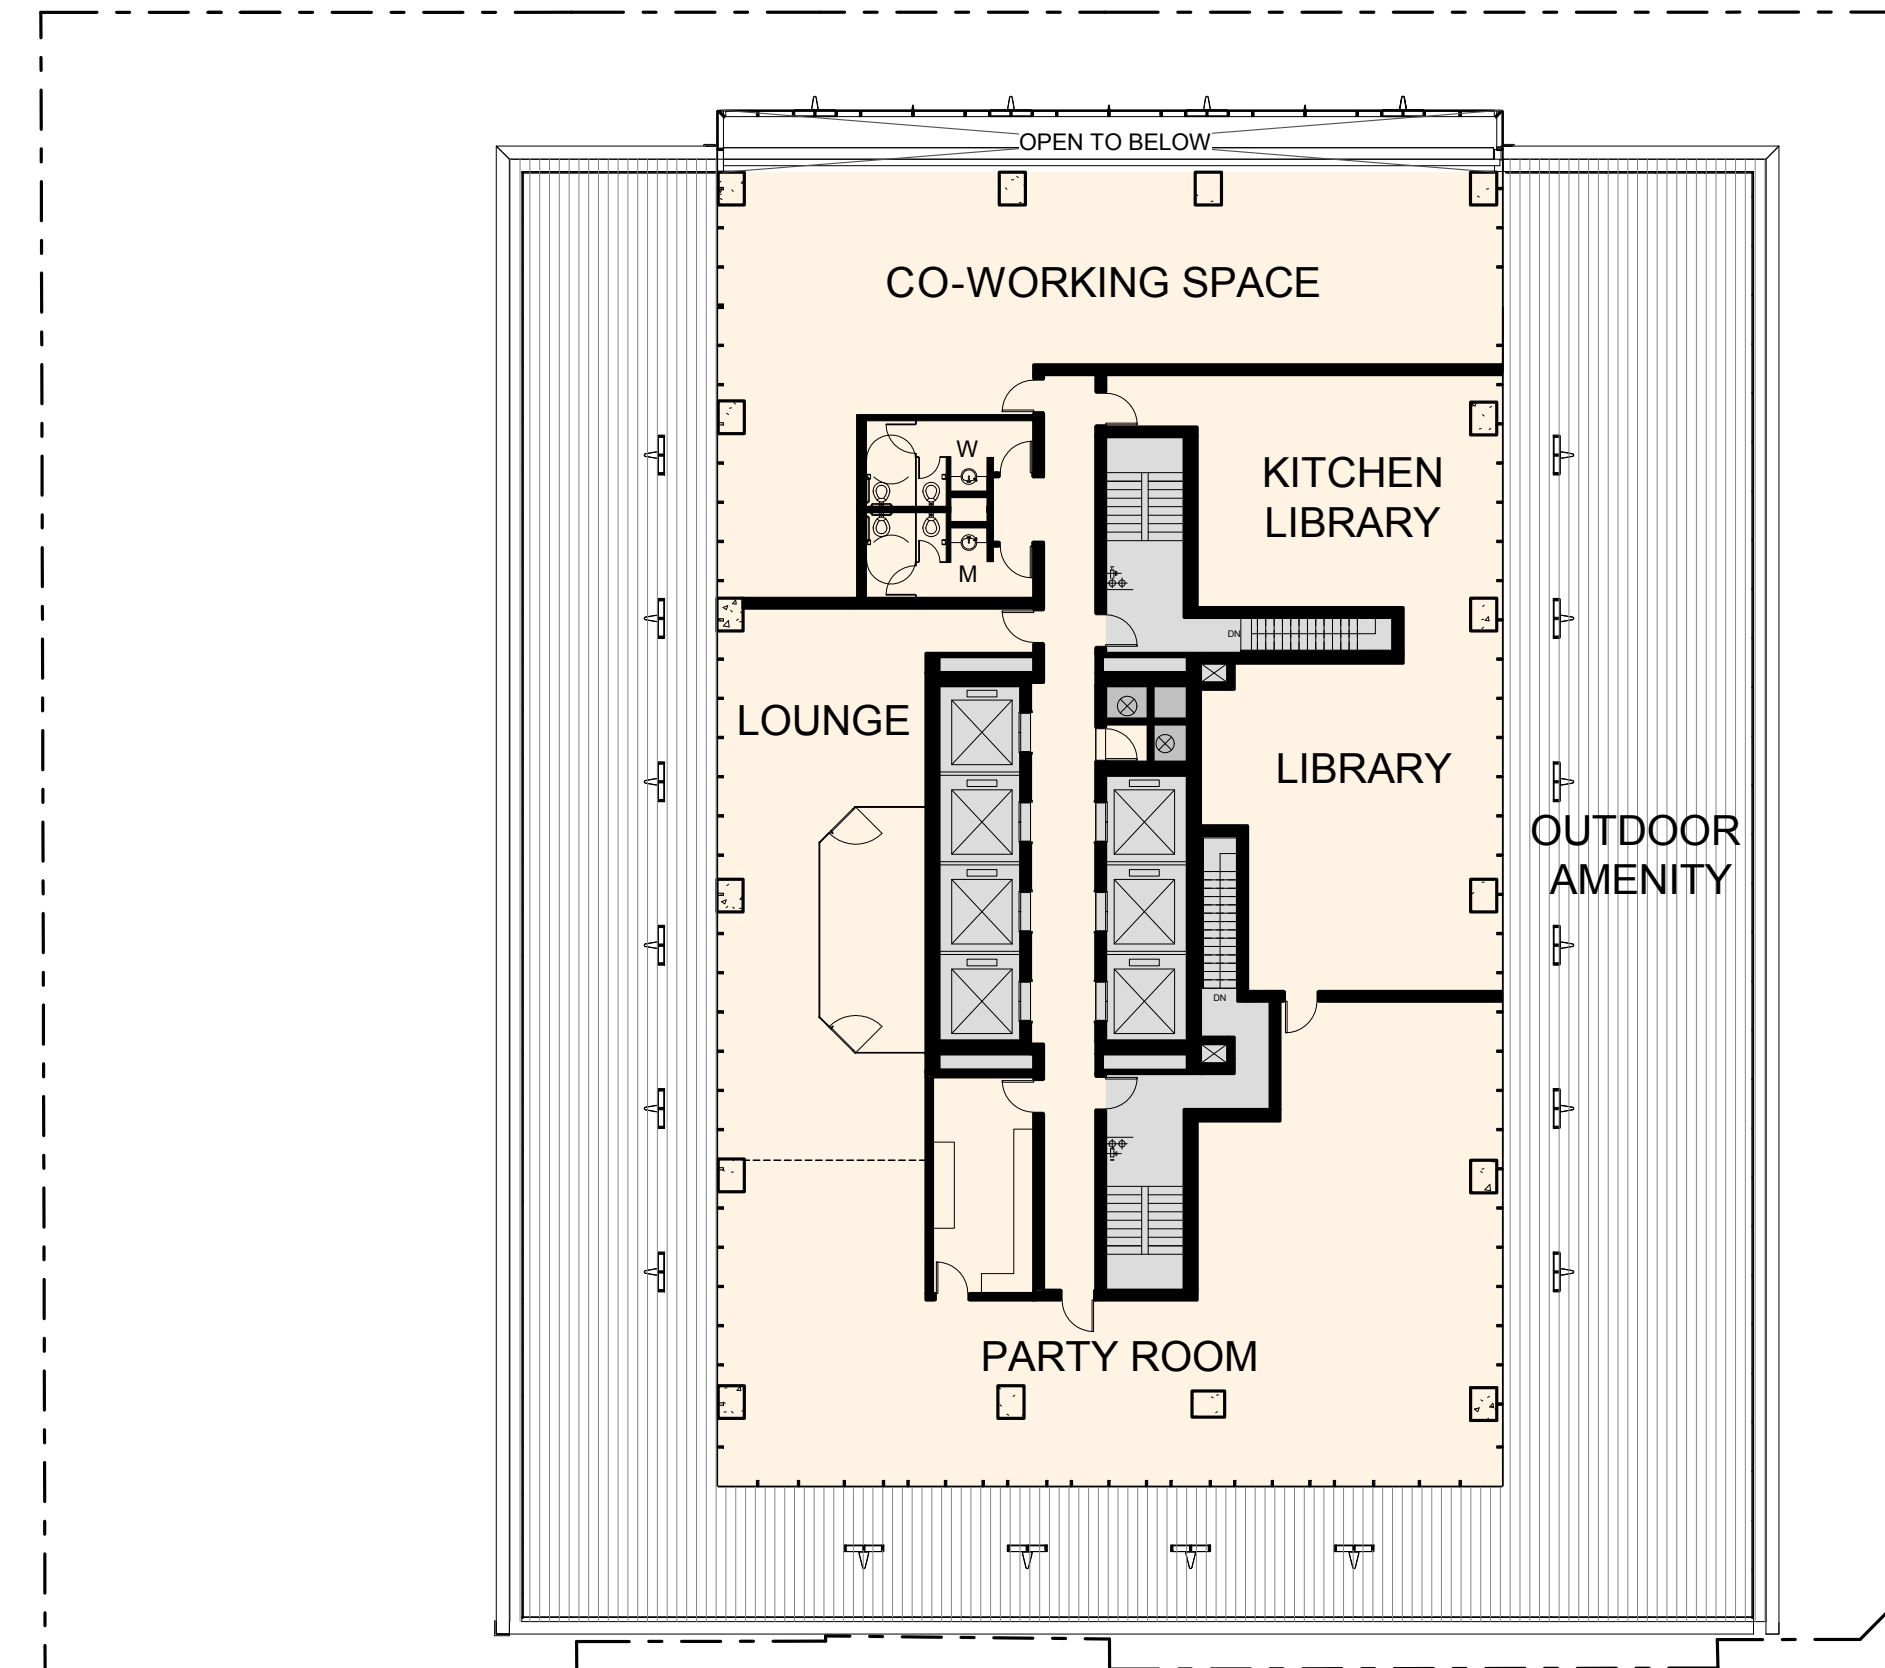 OPEN TO BELOW
CO-WORKING SPACE
W
KITCHEN
LIBRARY
M
DN
LOUNGE
LIBRARY
OUTDOOR
AMENITY
DN
PARTY ROOM